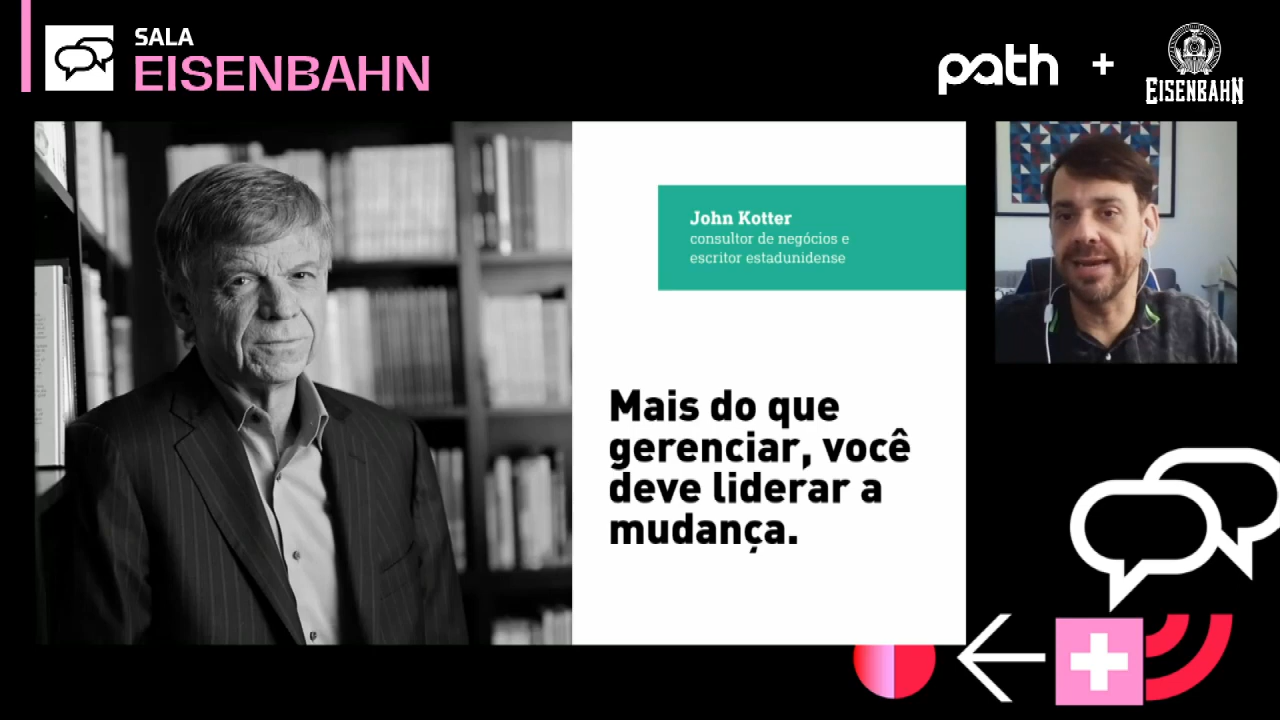 SALA
EISENBAHN
path + EISENBAHN
John Kotter
consultor de negócios e
escritor estadunidense
Mais do que
gerenciar, você
deve liderar a
mudança.